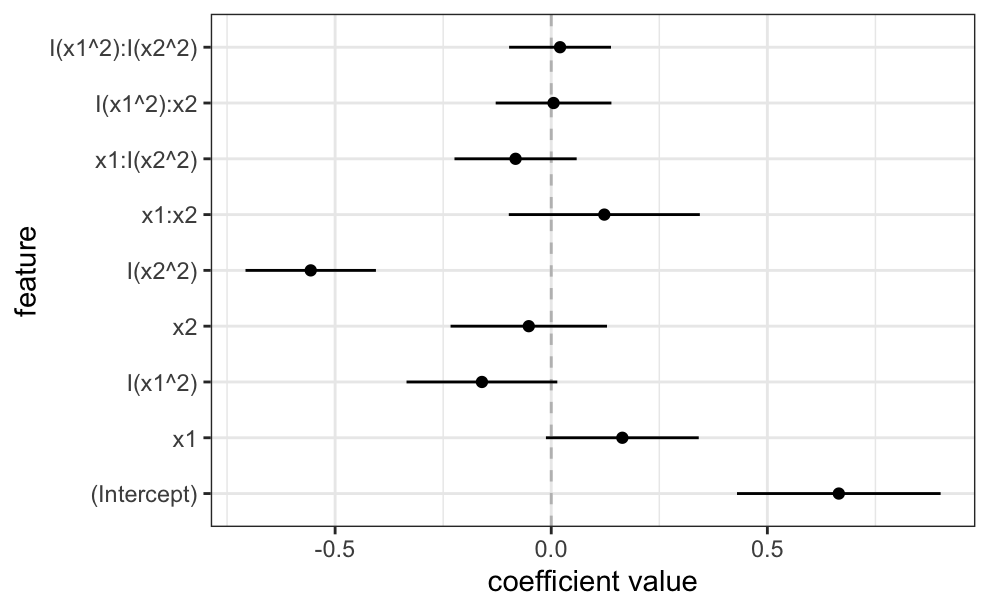 I(x1^2):I(x2^2)
I(x1^2):x2
x1:I(x2^2)
x1:x2
I(x2^2)
x2
I(x1^2)
x1
(Intercept)
feature
-0.5 0.0 0.5
coefficient value